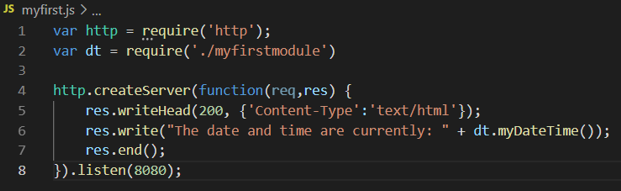 JS myfirst.js > ...
1 var http = require('http');
2 var dt = require('./myfirstmodule')
3
4 http.createServer(function(req,res) {
5     res.writeHead(200, {'Content-Type':'text/html'});
6     res.write("The date and time are currently: " + dt.myDateTime());
7     res.end();
8 }).listen(8080);